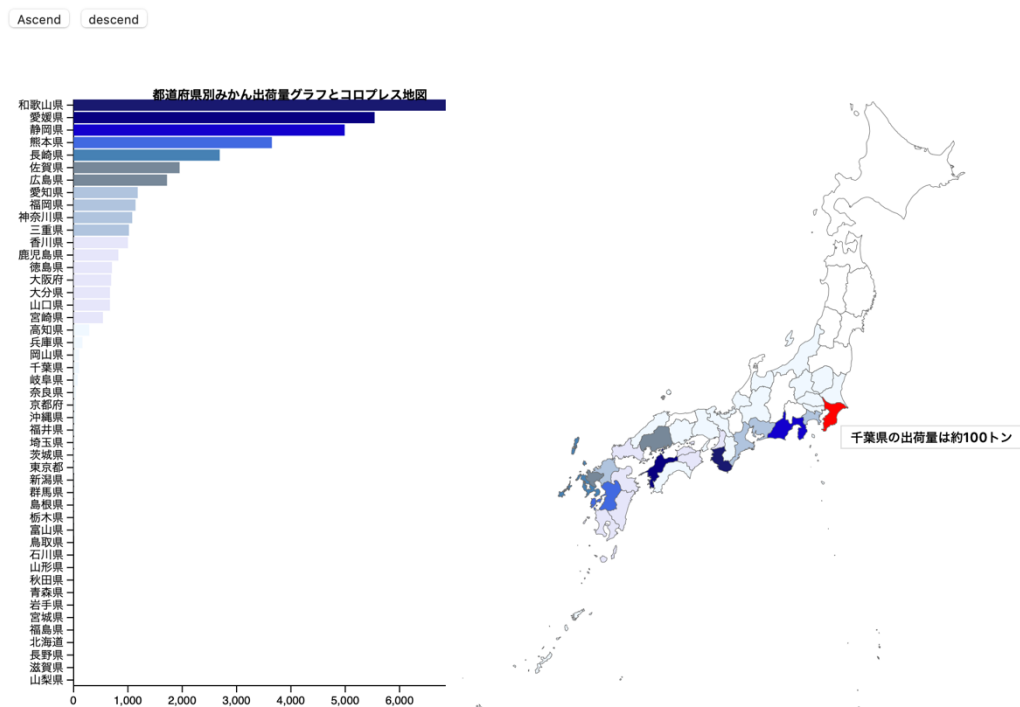 Ascend descend
都道府県別みかん出荷量グラフとコロプレス地図
和歌山県
愛媛県
静岡県
熊本県
長崎県
佐賀県
広島県
愛知県
福岡県
神奈川県
三重県
香川県
鹿児島県
徳島県
大阪府
大分県
山口県
宮崎県
高知県
兵庫県
岡山県
千葉県
岐阜県
奈良県
京都府
沖縄県
福井県
埼玉県
茨城県
東京都
新潟県
群馬県
島根県
栃木県
富山県
鳥取県
石川県
山形県
秋田県
青森県
岩手県
宮城県
福島県
北海道
長野県
滋賀県
山梨県
0 1,000 2,000 3,000 4,000 5,000 6,000
千葉県の出荷量は約100トン